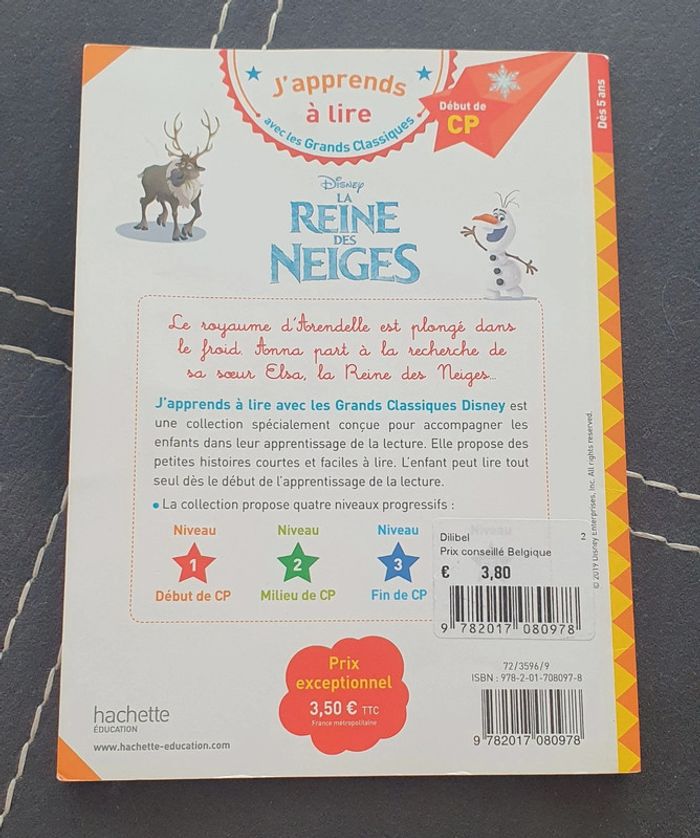 J'apprends
à lire
avec les Grands Classiques
Début de
CP
Dès 5 ans
Disney
LA
REINE
DES
NEIGES
Le royaume d'Arendelle est plongé dans
le froid. Anna part à la recherche de
sa sœur Elsa, la Reine des Neiges...
J'apprends à lire avec les Grands Classiques Disney est
une collection spécialement conçue pour accompagner les
enfants dans leur apprentissage de la lecture. Elle propose des
petites histoires courtes et faciles à lire. L'enfant peut lire tout
seul dès le début de l'apprentissage de la lecture.
• La collection propose quatre niveaux progressifs :
Niveau
1
Début de CP
Niveau
2
Milieu de CP
Niveau
3
Fin de CP
Niveau
Dilibel
2
Prix conseillé Belgique
€ 3,80
9 782017 080978
© 2019 Disney Enterprises, Inc. All rights reserved.
Prix
exceptionnel
3,50 € TTC
France métropolitaine
72/3596/9
ISBN : 978-2-01-708097-8
9 782017 080978
hachette
ÉDUCATION
www.hachette-education.com